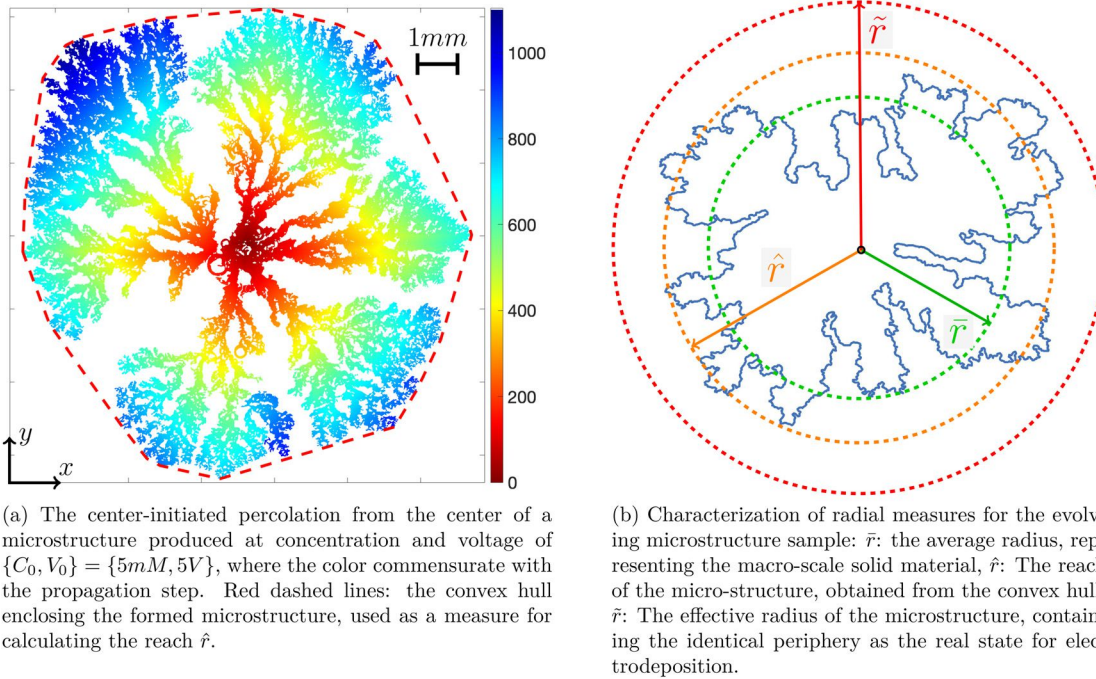 1mm
1000
800
600
400
200
0
y
x
r̃
r̂
r̄
(a) The center-initiated percolation from the center of a
microstructure produced at concentration and voltage of
{C₀, V₀} = {5mM, 5V}, where the color commensurate with
the propagation step. Red dashed lines: the convex hull
enclosing the formed microstructure, used as a measure for
calculating the reach r̂.
(b) Characterization of radial measures for the evolv
ing microstructure sample: r̄: the average radius, rep
resenting the macro-scale solid material, r̂: The reach
of the micro-structure, obtained from the convex hull
r̃: The effective radius of the microstructure, contain
ing the identical periphery as the real state for elec
trodeposition.